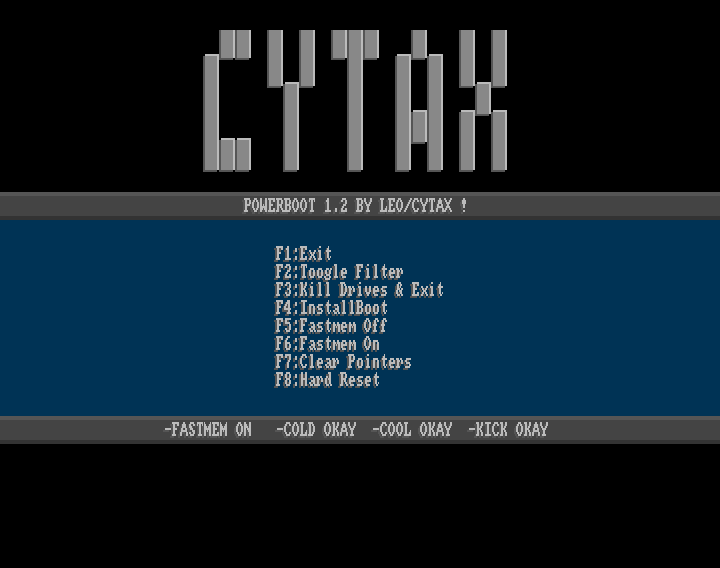 CYTAX
POWERBOOT 1.2 BY LEO/CYTAX !
F1:Exit
F2:Toogle Filter
F3:Kill Drives & Exit
F4:InstallBoot
F5:Fastmem Off
F6:Fastmem On
F7:Clear Pointers
F8:Hard Reset
-FASTMEM ON -COLD OKAY -COOL OKAY -KICK OKAY